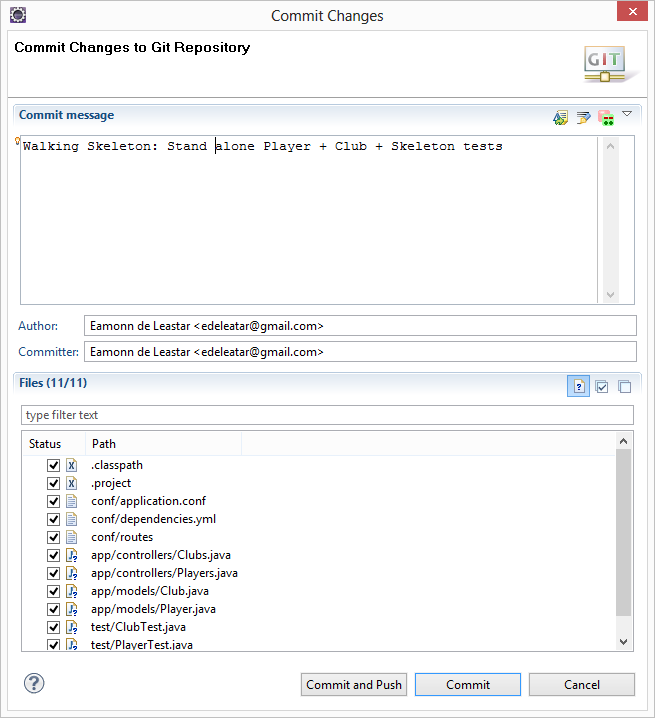 Commit Changes
Commit Changes to Git Repository
GIT
Commit message
Walking Skeleton: Stand alone Player + Club + Skeleton tests
Author: Eamonn de Leastar <edeleatar@gmail.com>
Committer: Eamonn de Leastar <edeleatar@gmail.com>
Files (11/11)
type filter text
Status Path
.classpath
.project
conf/application.conf
conf/dependencies.yml
conf/routes
app/controllers/Clubs.java
app/controllers/Players.java
app/models/Club.java
app/models/Player.java
test/ClubTest.java
test/PlayerTest.java
Commit and Push Commit Cancel